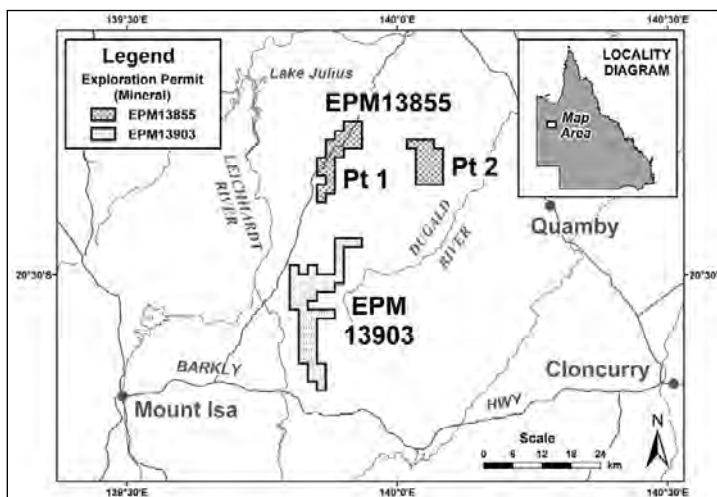 139°30'E
140°0'E
140°30'E
Legend
Exploration Permit
(Mineral)
EPM13855
EPM13903
Lake Julius
EPM13855
Pt 1
Pt 2
LEICHHARDT
RIVER
DUGALD
RIVER
LOCALITY
DIAGRAM
Map
Area
Quamby
20°30'S
20°30'S
EPM
13903
BARKLY
HWY
Mount Isa
Cloncurry
N
Scale
0 6 12 18 24
km
139°30'E
140°0'E
140°30'E